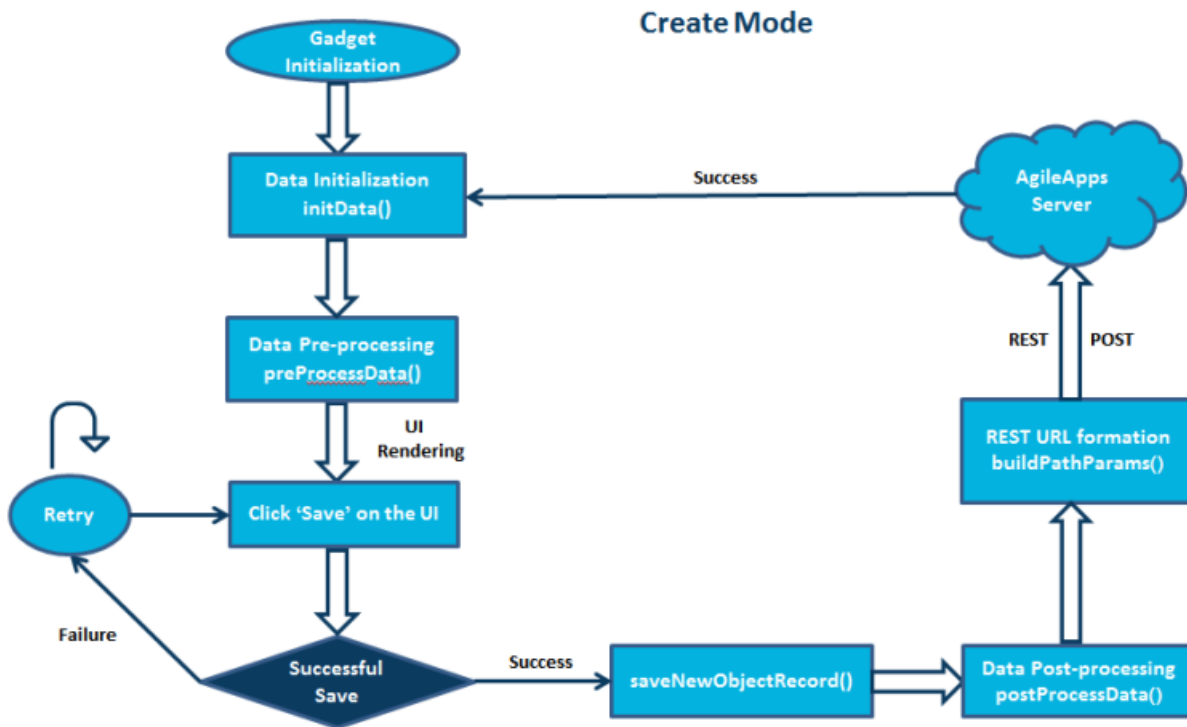 Create Mode
Gadget
Initialization
Data Initialization
initData()
Success
AgileApps
Server
Data Pre-processing
preProcessData()
UI
Rendering
REST
POST
REST URL formation
buildPathParams()
Retry
Click ‘Save’ on the UI
Failure
Successful
Save
Success
saveNewObjectRecord()
Data Post-processing
postProcessData()